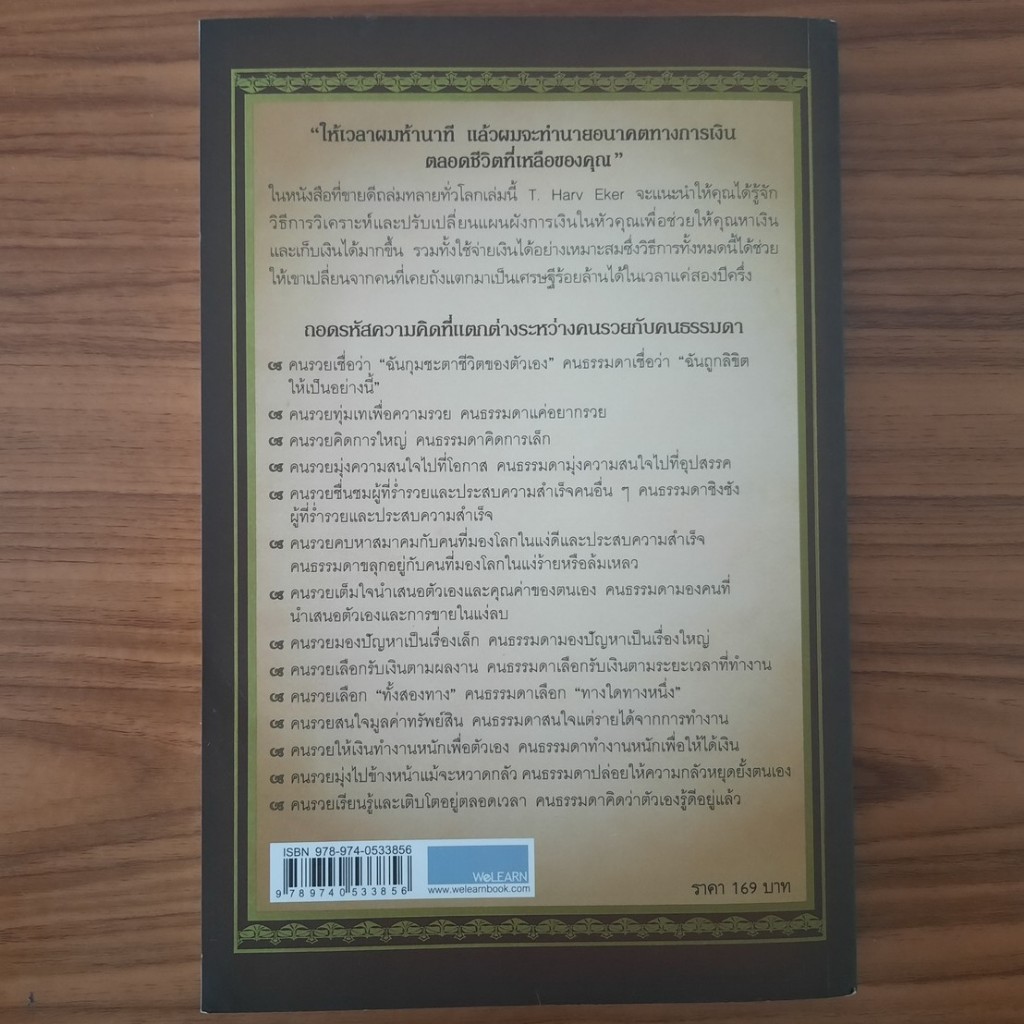 “ให้เวลาผมห้านาที แล้วผมจะทำนายอนาคตทางการเงิน
ตลอดชีวิตที่เหลือของคุณ”
ในหนังสือที่ขายดีถล่มทลายทั่วโลกเล่มนี้ T. Harv Eker จะแนะนำให้คุณได้รู้จัก
วิธีการวิเคราะห์และปรับเปลี่ยนแผนผังการเงินในหัวคุณเพื่อช่วยให้คุณหาเงิน
และเก็บเงินได้มากขึ้น รวมทั้งใช้จ่ายเงินได้อย่างเหมาะสมซึ่งวิธีการทั้งหมดนี้ได้ช่วย
ให้เขาเปลี่ยนจากคนที่เคยถังแตกมาเป็นเศรษฐีร้อยล้านได้ในเวลาแค่สองปีครึ่ง
ถอดรหัสความคิดที่แตกต่างระหว่างคนรวยกับคนธรรมดา
คนรวยเชื่อว่า “ฉันกุมชะตาชีวิตของตัวเอง” คนธรรมดาเชื่อว่า “ฉันถูกลิขิต
ให้เป็นอย่างนี้”
คนรวยทุ่มเทเพื่อความรวย คนธรรมดาแค่อยากรวย
คนรวยคิดการใหญ่ คนธรรมดาคิดการเล็ก
คนรวยมุ่งความสนใจไปที่โอกาส คนธรรมดามุ่งความสนใจไปที่อุปสรรค
คนรวยชื่นชมผู้ที่ร่ำรวยและประสบความสำเร็จคนอื่น ๆ คนธรรมดาชิงชัง
ผู้ที่ร่ำรวยและประสบความสำเร็จ
คนรวยคบหาสมาคมกับคนที่มองโลกในแง่ดีและประสบความสำเร็จ
คนธรรมดาขลุกอยู่กับคนที่มองโลกในแง่ร้ายหรือล้มเหลว
คนรวยเต็มใจนำเสนอตัวเองและคุณค่าของตนเอง คนธรรมดามองคนที่
นำเสนอตัวเองและการขายในแง่ลบ
คนรวยมองปัญหาเป็นเรื่องเล็ก คนธรรมดามองปัญหาเป็นเรื่องใหญ่
คนรวยเลือกรับเงินตามผลงาน คนธรรมดาเลือกรับเงินตามระยะเวลาที่ทำงาน
คนรวยเลือก “ทั้งสองทาง” คนธรรมดาเลือก “ทางใดทางหนึ่ง”
คนรวยสนใจมูลค่าทรัพย์สิน คนธรรมดาสนใจแต่รายได้จากการทำงาน
คนรวยให้เงินทำงานหนักเพื่อตัวเอง คนธรรมดาทำงานหนักเพื่อให้ได้เงิน
คนรวยมุ่งไปข้างหน้าแม้จะหวาดกลัว คนธรรมดาปล่อยให้ความกลัวหยุดยั้งตนเอง
คนรวยเรียนรู้และเติบโตอยู่ตลอดเวลา คนธรรมดาคิดว่าตัวเองรู้ดีอยู่แล้ว
ISBN 978-974-0533856
9 789740 533856
WeLEARN
www.welearnbook.com
ราคา 169 บาท